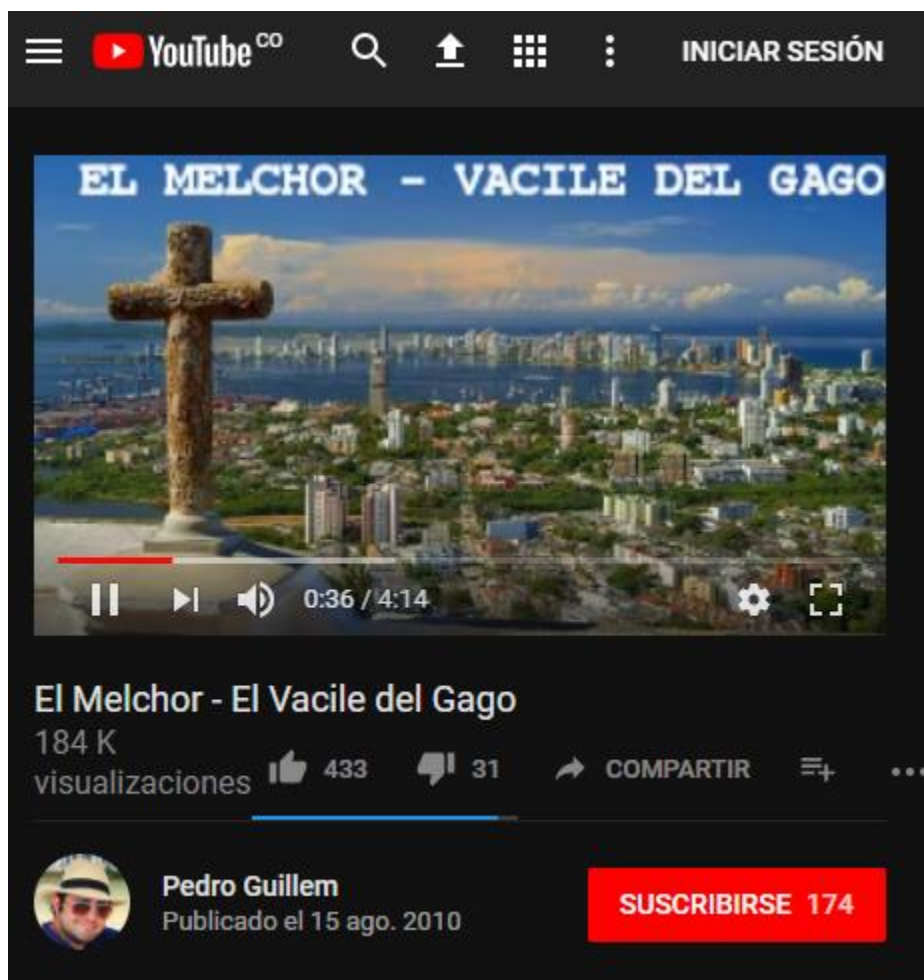 YouTube CO INICIAR SESIÓN
EL MELCHOR - VACILE DEL GAGO
0:36 / 4:14
El Melchor - El Vacile del Gago
184 K
visualizaciones 433 31 COMPARTIR
Pedro Guillem
Publicado el 15 ago. 2010
SUSCRIBIRSE 174